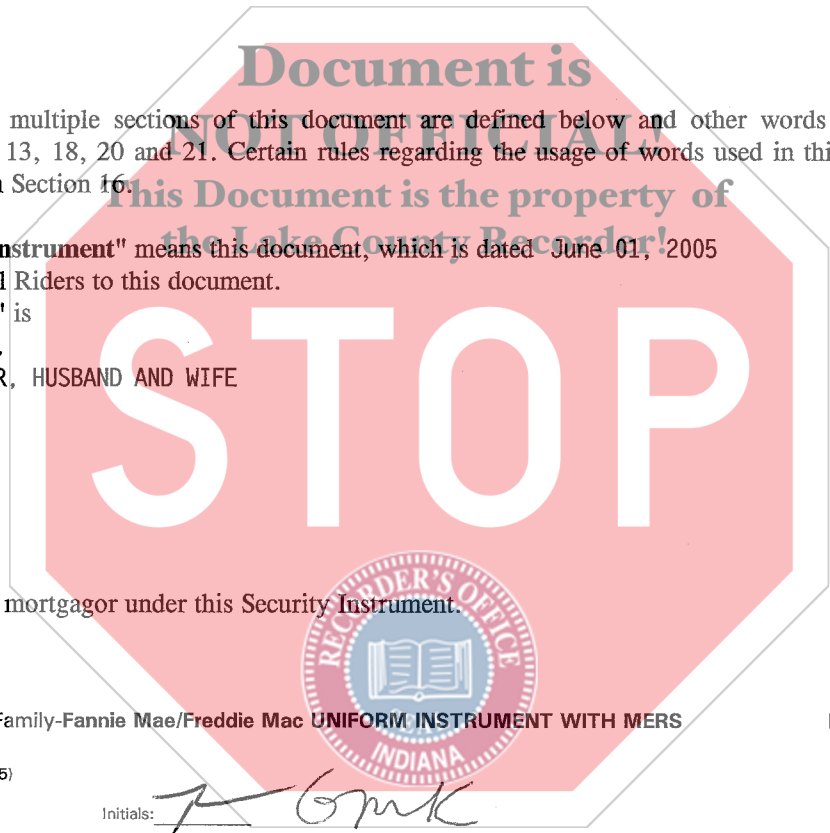 Document is
multiple sections of this document are defined below and other words
NOT OFFICIAL!
13, 18, 20 and 21. Certain rules regarding the usage of words used in thi
n Section 16.
This Document is the property of
the Lake County Recorder!
nstrument" means this document, which is dated June 01, 2005
l Riders to this document.
" is
R, HUSBAND AND WIFE
STOP
mortgagor under this Security Instrument.
RECORDER'S OFFICE
INDIANA
Family-Fannie Mae/Freddie Mac UNIFORM INSTRUMENT WITH MERS
5)
Initials: